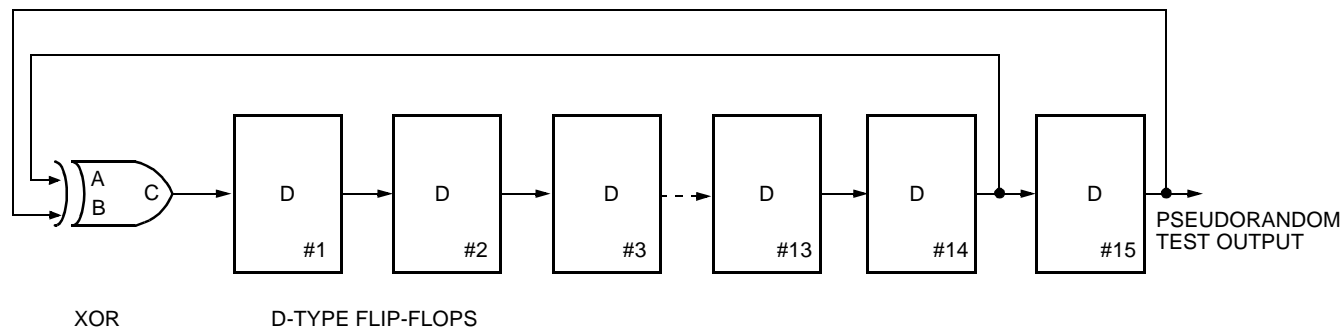 A
B
C
D
#1
D
#2
D
#3
D
#13
D
#14
D
#15
PSEUDORANDOM
TEST OUTPUT
XOR
D-TYPE FLIP-FLOPS